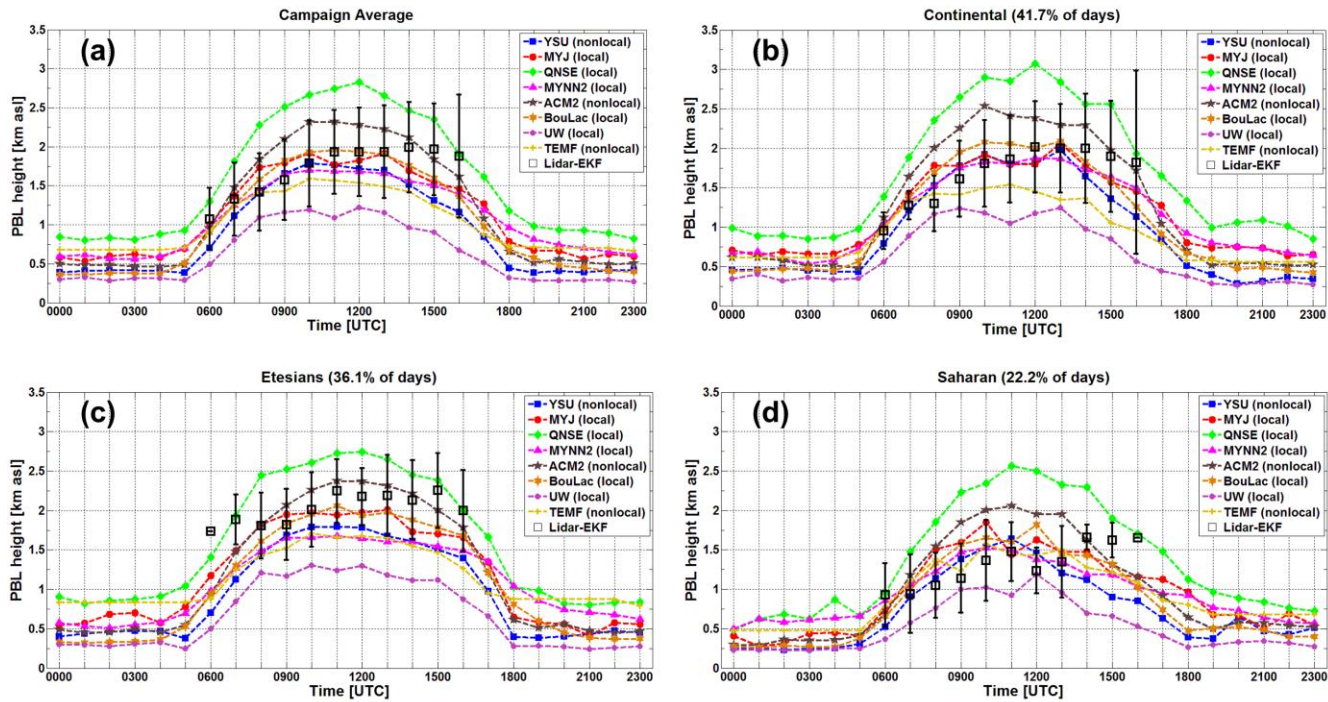 Campaign Average
(a)
YSU (nonlocal)
MYJ (local)
QNSE (local)
MYNN2 (local)
ACM2 (nonlocal)
BouLac (local)
UW (local)
TEMF (nonlocal)
Lidar-EKF
PBL height [km asl]
3.5
3
2.5
2
1.5
1
0.5
0
0000 0300 0600 0900 1200 1500 1800 2100 2300
Time [UTC]
Continental (41.7% of days)
(b)
YSU (nonlocal)
MYJ (local)
QNSE (local)
MYNN2 (local)
ACM2 (nonlocal)
BouLac (local)
UW (local)
TEMF (nonlocal)
Lidar-EKF
PBL height [km asl]
3.5
3
2.5
2
1.5
1
0.5
0
0000 0300 0600 0900 1200 1500 1800 2100 2300
Time [UTC]
Etesians (36.1% of days)
(c)
YSU (nonlocal)
MYJ (local)
QNSE (local)
MYNN2 (local)
ACM2 (nonlocal)
BouLac (local)
UW (local)
TEMF (nonlocal)
Lidar-EKF
PBL height [km asl]
3.5
3
2.5
2
1.5
1
0.5
0
0000 0300 0600 0900 1200 1500 1800 2100 2300
Time [UTC]
Saharan (22.2% of days)
(d)
YSU (nonlocal)
MYJ (local)
QNSE (local)
MYNN2 (local)
ACM2 (nonlocal)
BouLac (local)
UW (local)
TEMF (nonlocal)
Lidar-EKF
PBL height [km asl]
3.5
3
2.5
2
1.5
1
0.5
0
0000 0300 0600 0900 1200 1500 1800 2100 2300
Time [UTC]